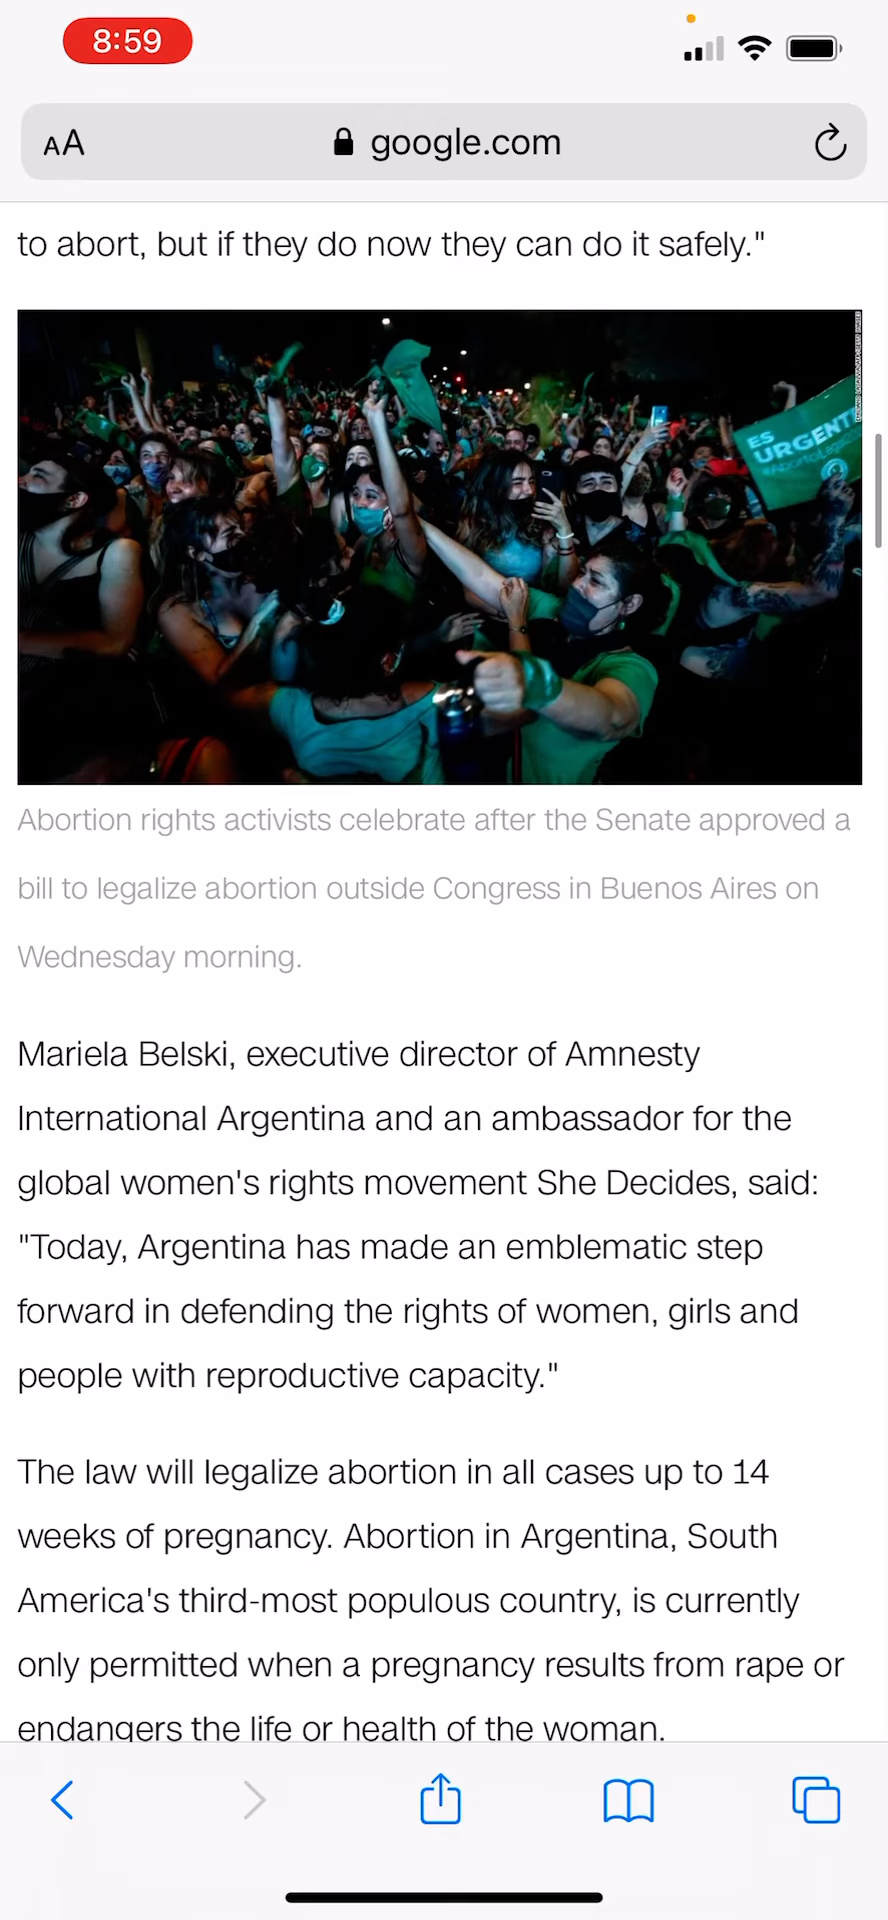 8:59
AA
google.com
to abort, but if they do now they can do it safely."
ES
URGENTE
Abortion rights activists celebrate after the Senate approved a
bill to legalize abortion outside Congress in Buenos Aires on
Wednesday morning.
Mariela Belski, executive director of Amnesty
International Argentina and an ambassador for the
global women's rights movement She Decides, said:
"Today, Argentina has made an emblematic step
forward in defending the rights of women, girls and
people with reproductive capacity."
The law will legalize abortion in all cases up to 14
weeks of pregnancy. Abortion in Argentina, South
America's third-most populous country, is currently
only permitted when a pregnancy results from rape or
endangers the life or health of the woman.